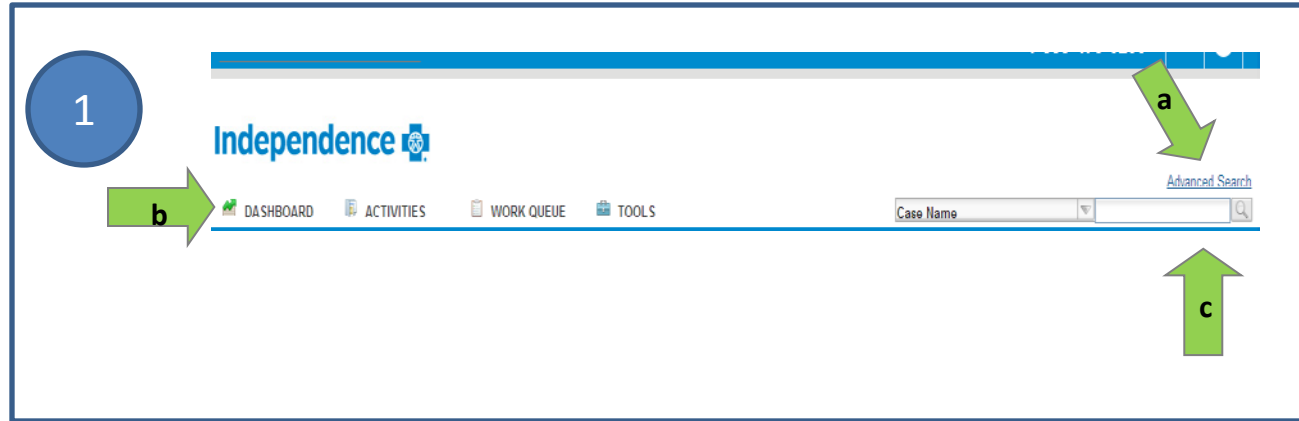 1
a
Independence
Advanced Search
b
DASHBOARD ACTIVITIES WORK QUEUE TOOLS Case Name
c